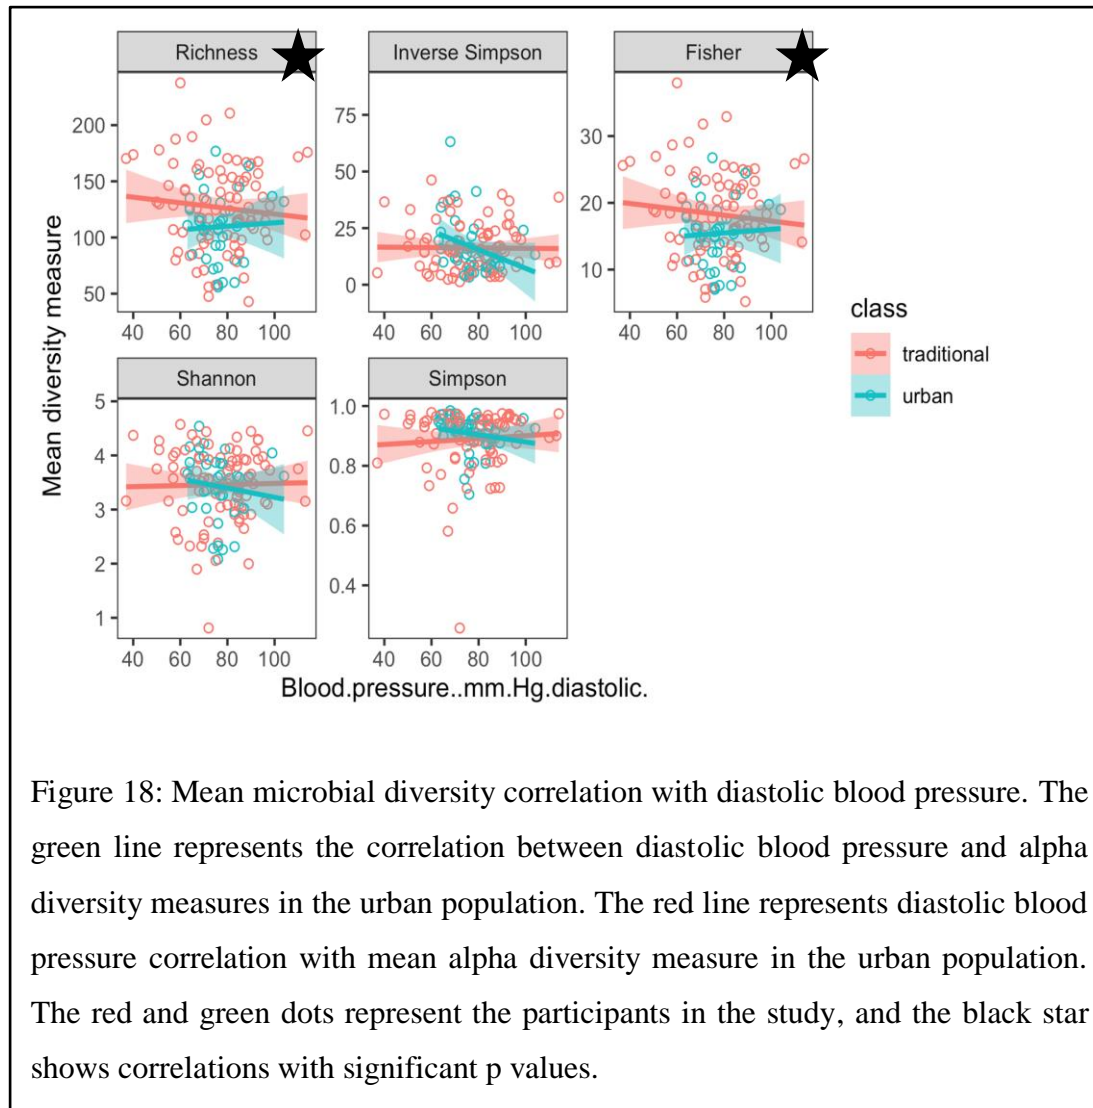 Richness
Inverse Simpson
Fisher
200
150
100
50
40 60 80 100
75
50
25
0
40 60 80 100
30
20
10
40 60 80 100
Mean diversity measure
class
traditional
urban
Shannon
Simpson
5
4
3
2
1
40 60 80 100
1.0
0.8
0.6
0.4
40 60 80 100
Blood.pressure..mm.Hg.diastolic.
Figure 18: Mean microbial diversity correlation with diastolic blood pressure. The
green line represents the correlation between diastolic blood pressure and alpha
diversity measures in the urban population. The red line represents diastolic blood
pressure correlation with mean alpha diversity measure in the urban population.
The red and green dots represent the participants in the study, and the black star
shows correlations with significant p values.